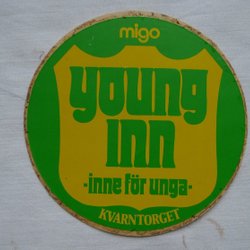 migo
young
inn
-inne för unga-
KVARNTORGET